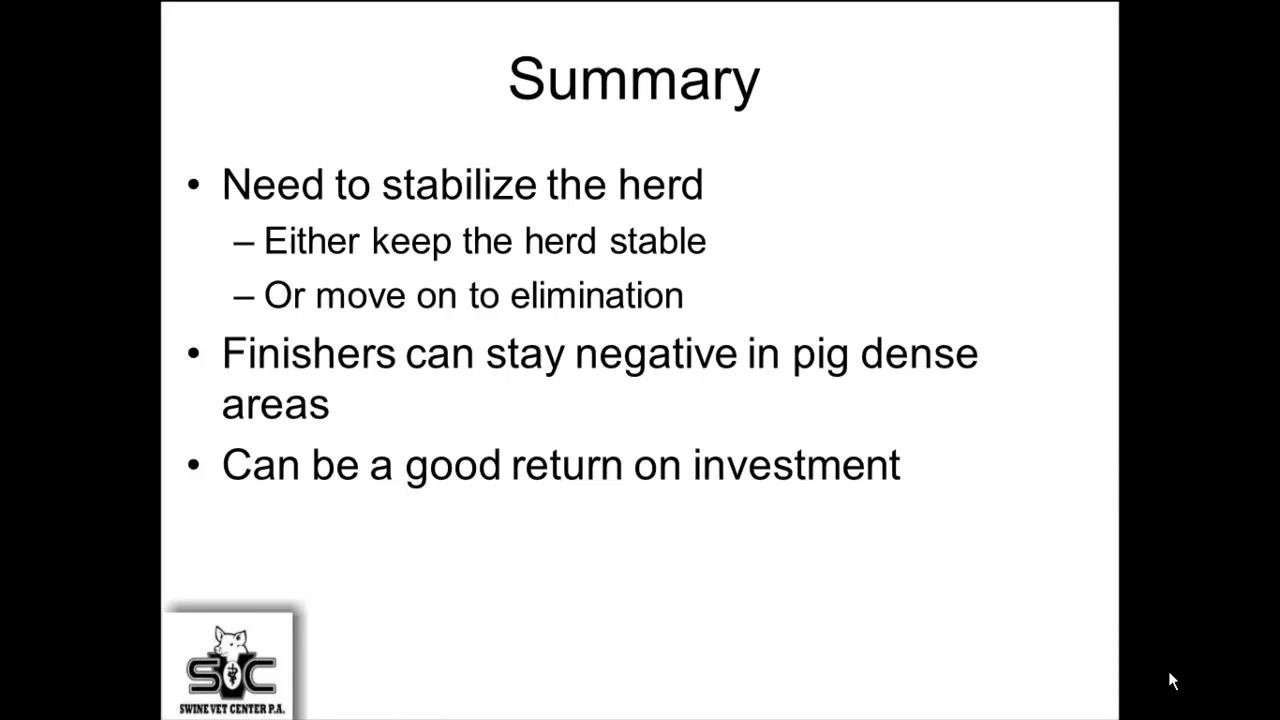 Summary
• Need to stabilize the herd
– Either keep the herd stable
– Or move on to elimination
• Finishers can stay negative in pig dense
areas
• Can be a good return on investment
SVC
SWINE VET CENTER P.A.